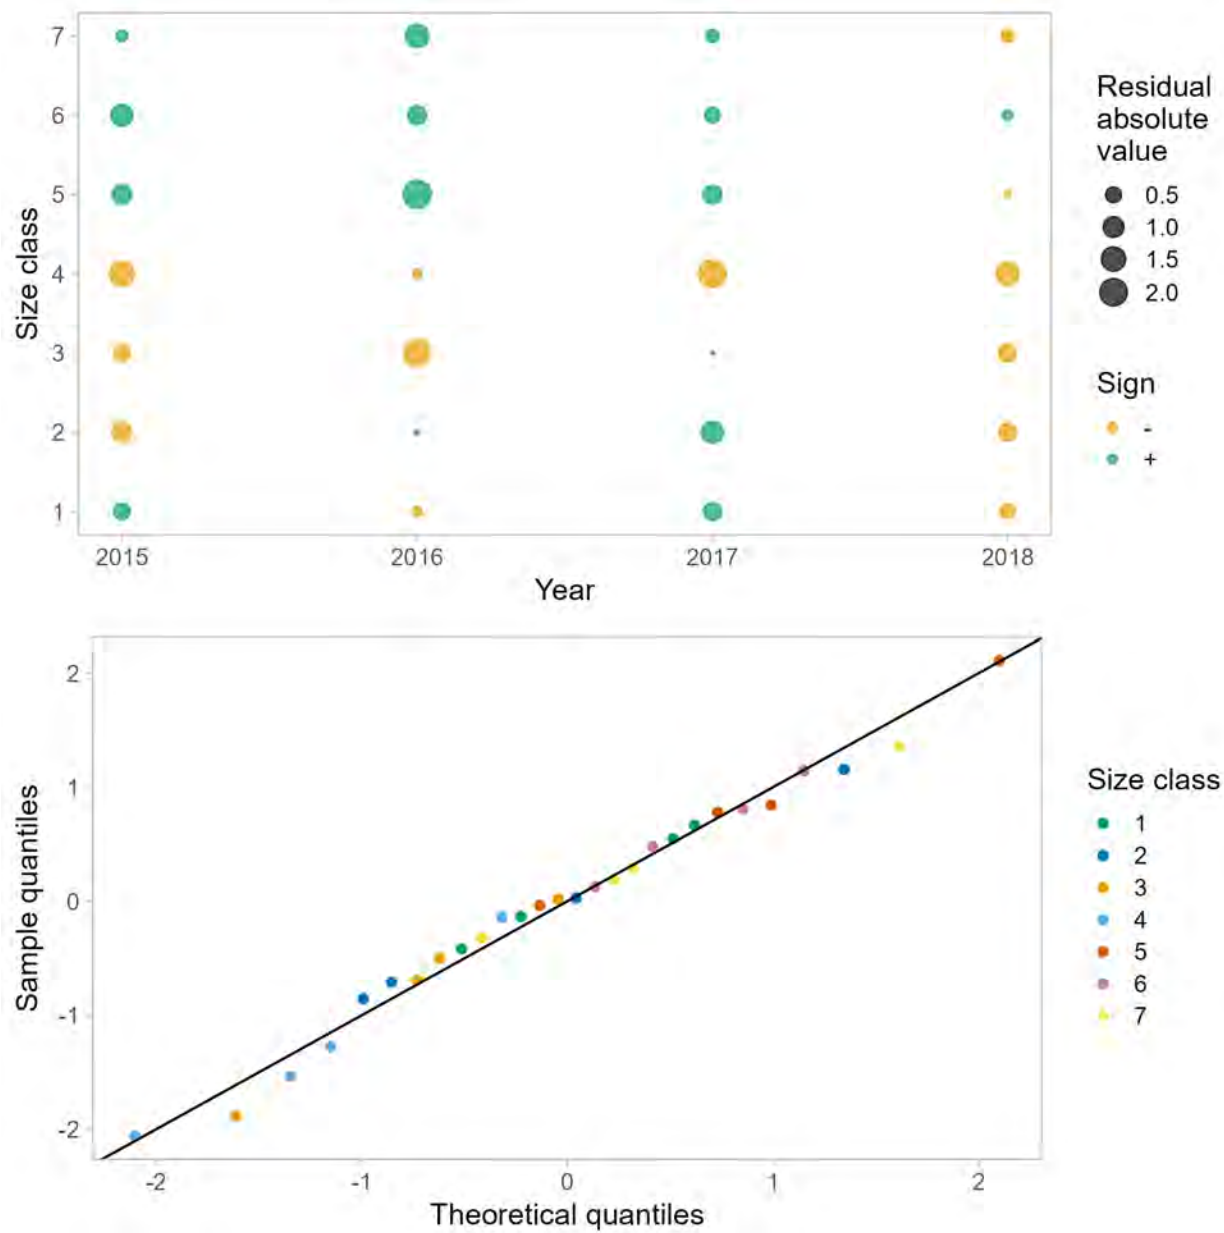 7
6
5
4
3
2
1
Size class
2015 2016 2017 2018
Year
Residual
absolute
value
0.5
1.0
1.5
2.0
Sign
-
+
2
1
0
-1
-2
Sample quantiles
-2 -1 0 1 2
Theoretical quantiles
Size class
1
2
3
4
5
6
7